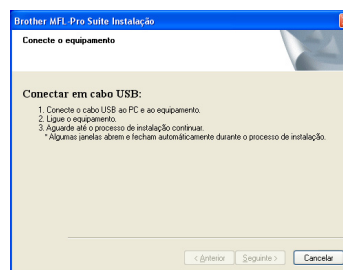 Brother MFL-Pro Suite Instalação
Conecte o equipamento
Conectar em cabo USB:
1. Conecte o cabo USB ao PC e ao equipamento.
2. Ligue o equipamento.
3. Aguarde até o processo de instalação continuar.
* Algumas janelas abrem e fecham automáticamente durante o processo de instalação.
< Anterior Seguinte > Cancelar